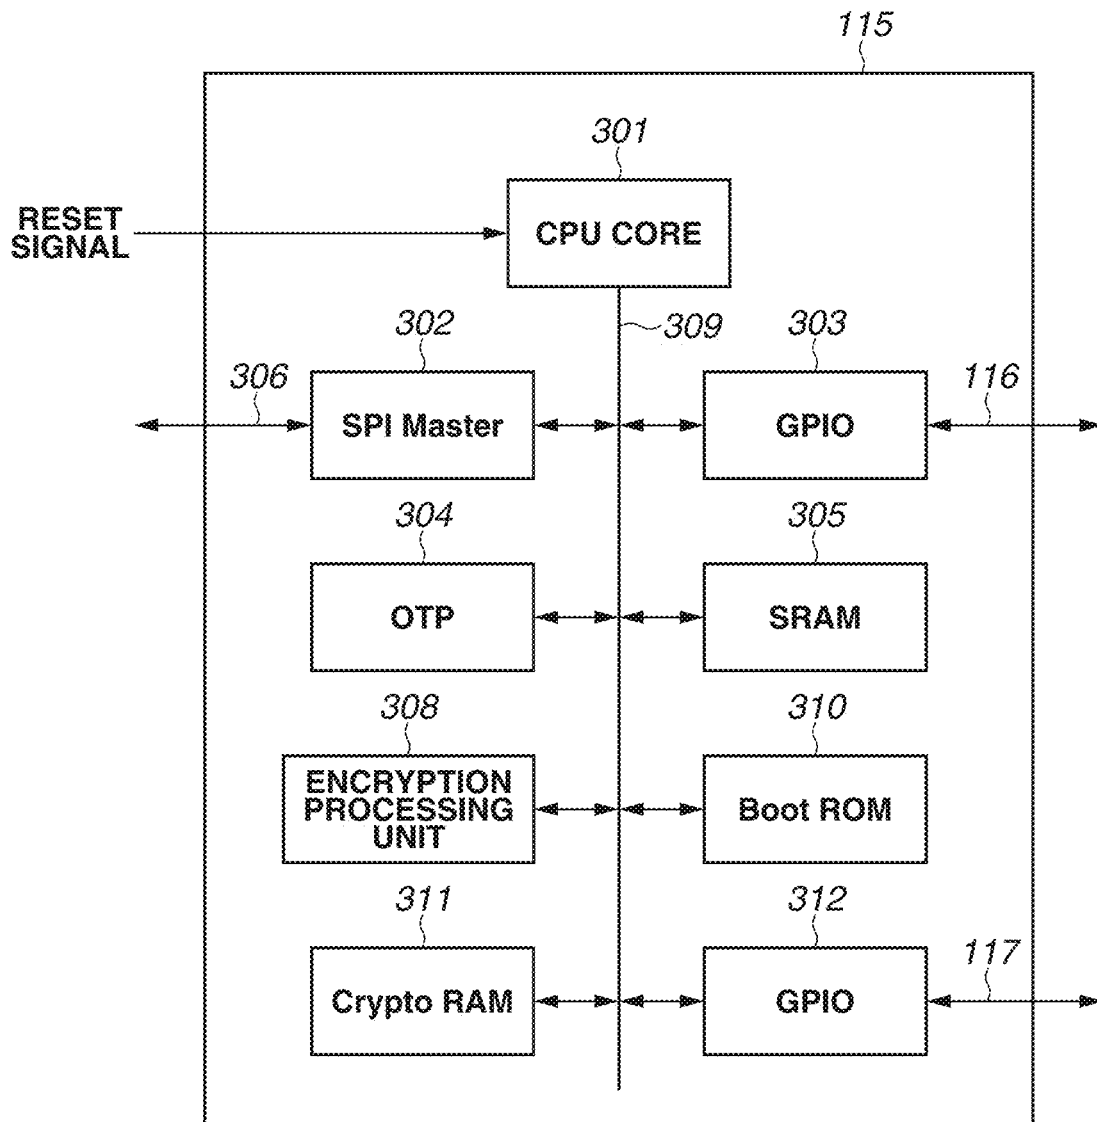 115
301
RESET
SIGNAL
CPU CORE
309
302
303
306
116
SPI Master
GPIO
304
305
OTP
SRAM
308
310
ENCRYPTION
PROCESSING
UNIT
Boot ROM
311
312
117
Crypto RAM
GPIO